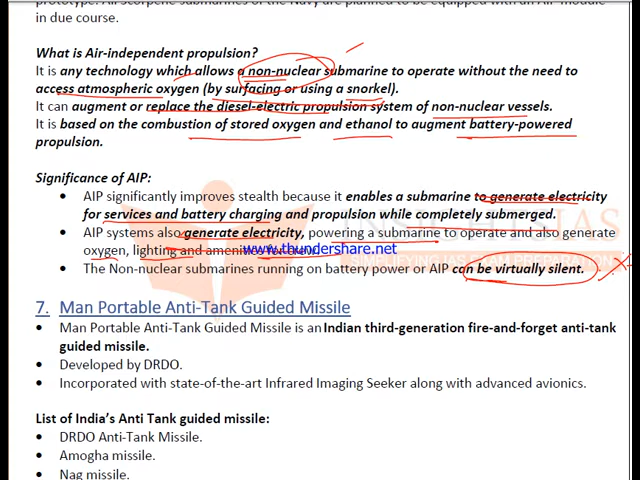 prototype. All Scorpene submarines of the Navy are planned to be equipped with an AIP module
in due course.
What is Air-independent propulsion?
It is any technology which allows a non-nuclear submarine to operate without the need to
access atmospheric oxygen (by surfacing or using a snorkel).
It can augment or replace the diesel-electric propulsion system of non-nuclear vessels.
It is based on the combustion of stored oxygen and ethanol to augment battery-powered
propulsion.
Significance of AIP:
• AIP significantly improves stealth because it enables a submarine to generate electricity
for services and battery charging and propulsion while completely submerged.
• AIP systems also generate electricity, powering a submarine to operate and also generate
oxygen, lighting and amenities for crew.
www.thundershare.net
INSIGHTS IAS
SIMPLIFYING IAS EXAM PREPARATION
• The Non-nuclear submarines running on battery power or AIP can be virtually silent.
7. Man Portable Anti-Tank Guided Missile
• Man Portable Anti-Tank Guided Missile is an Indian third-generation fire-and-forget anti-tank
guided missile.
• Developed by DRDO.
• Incorporated with state-of-the-art Infrared Imaging Seeker along with advanced avionics.
List of India's Anti Tank guided missile:
• DRDO Anti-Tank Missile.
• Amogha missile.
• Nag missile.